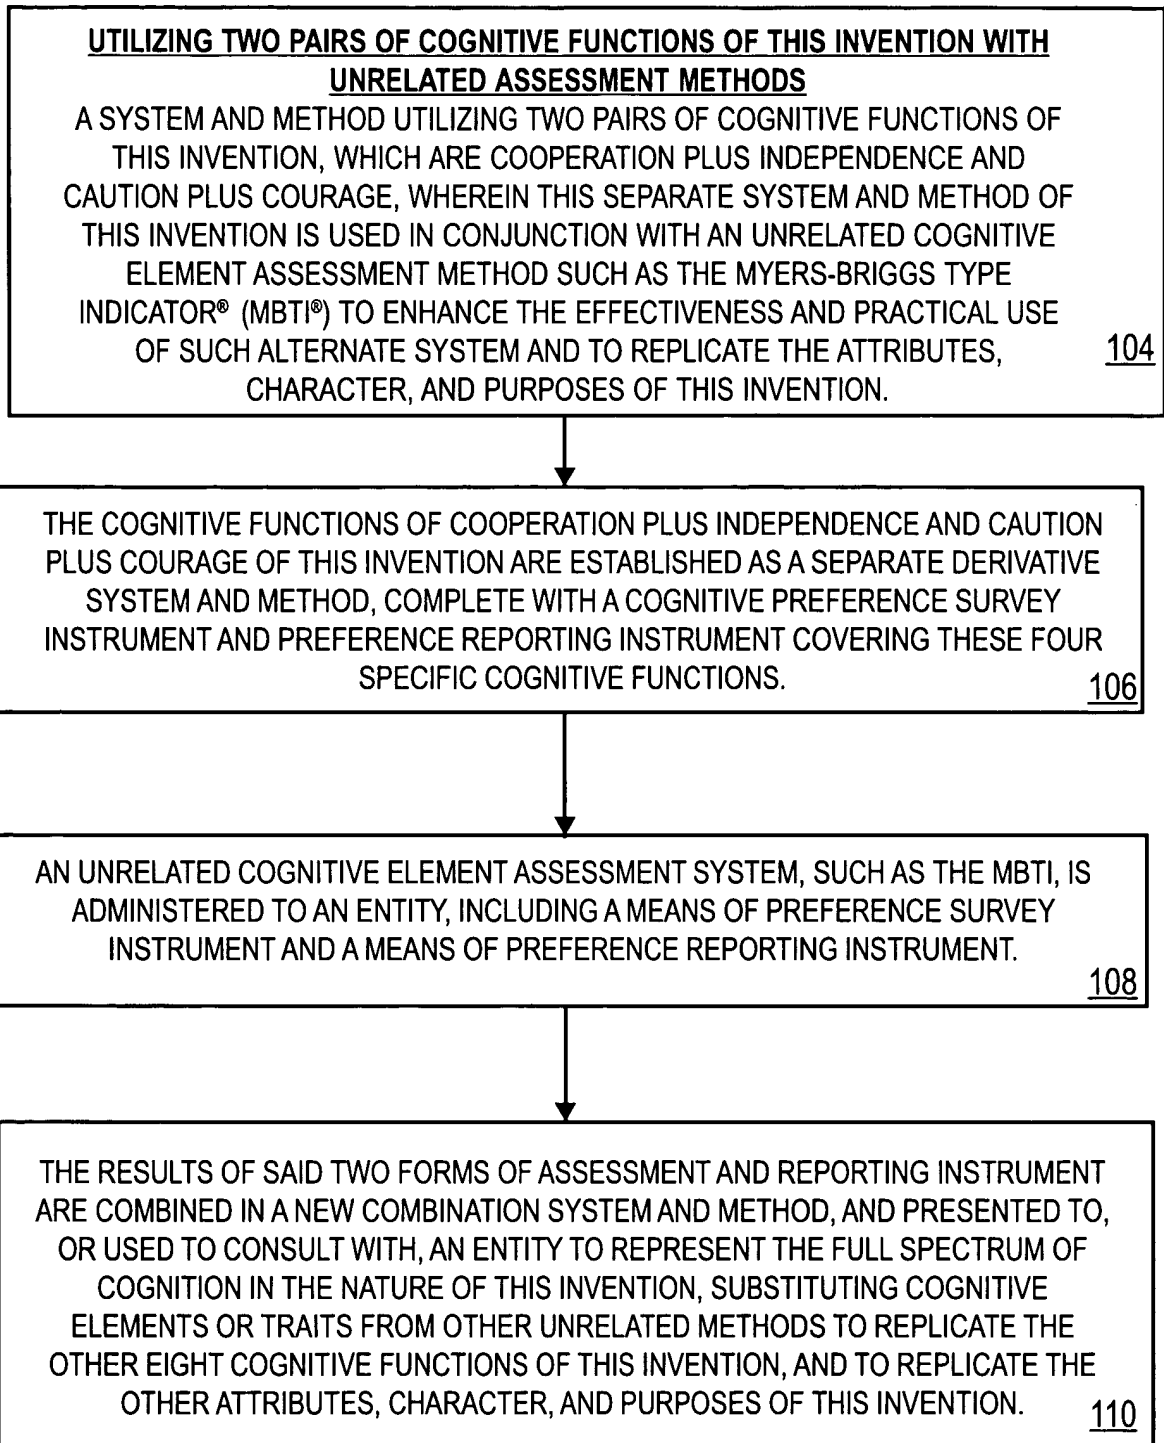 UTILIZING TWO PAIRS OF COGNITIVE FUNCTIONS OF THIS INVENTION WITH
UNRELATED ASSESSMENT METHODS
A SYSTEM AND METHOD UTILIZING TWO PAIRS OF COGNITIVE FUNCTIONS OF
THIS INVENTION, WHICH ARE COOPERATION PLUS INDEPENDENCE AND
CAUTION PLUS COURAGE, WHEREIN THIS SEPARATE SYSTEM AND METHOD OF
THIS INVENTION IS USED IN CONJUNCTION WITH AN UNRELATED COGNITIVE
ELEMENT ASSESSMENT METHOD SUCH AS THE MYERS-BRIGGS TYPE
INDICATOR® (MBTI®) TO ENHANCE THE EFFECTIVENESS AND PRACTICAL USE
OF SUCH ALTERNATE SYSTEM AND TO REPLICATE THE ATTRIBUTES,
CHARACTER, AND PURPOSES OF THIS INVENTION.
104
THE COGNITIVE FUNCTIONS OF COOPERATION PLUS INDEPENDENCE AND CAUTION
PLUS COURAGE OF THIS INVENTION ARE ESTABLISHED AS A SEPARATE DERIVATIVE
SYSTEM AND METHOD, COMPLETE WITH A COGNITIVE PREFERENCE SURVEY
INSTRUMENT AND PREFERENCE REPORTING INSTRUMENT COVERING THESE FOUR
SPECIFIC COGNITIVE FUNCTIONS.
106
AN UNRELATED COGNITIVE ELEMENT ASSESSMENT SYSTEM, SUCH AS THE MBTI, IS
ADMINISTERED TO AN ENTITY, INCLUDING A MEANS OF PREFERENCE SURVEY
INSTRUMENT AND A MEANS OF PREFERENCE REPORTING INSTRUMENT.
108
THE RESULTS OF SAID TWO FORMS OF ASSESSMENT AND REPORTING INSTRUMENT
ARE COMBINED IN A NEW COMBINATION SYSTEM AND METHOD, AND PRESENTED TO,
OR USED TO CONSULT WITH, AN ENTITY TO REPRESENT THE FULL SPECTRUM OF
COGNITION IN THE NATURE OF THIS INVENTION, SUBSTITUTING COGNITIVE
ELEMENTS OR TRAITS FROM OTHER UNRELATED METHODS TO REPLICATE THE
OTHER EIGHT COGNITIVE FUNCTIONS OF THIS INVENTION, AND TO REPLICATE THE
OTHER ATTRIBUTES, CHARACTER, AND PURPOSES OF THIS INVENTION.
110